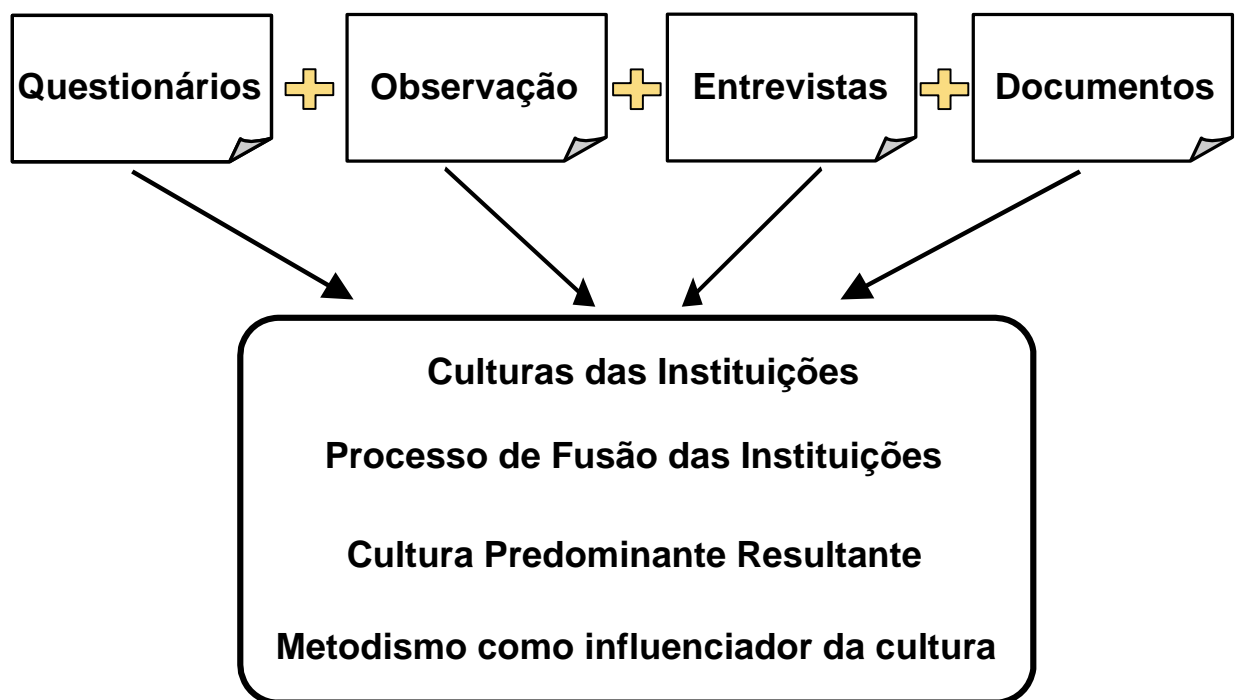 Questionários
Observação
Entrevistas
Documentos
Culturas das Instituições
Processo de Fusão das Instituições
Cultura Predominante Resultante
Metodismo como influenciador da cultura